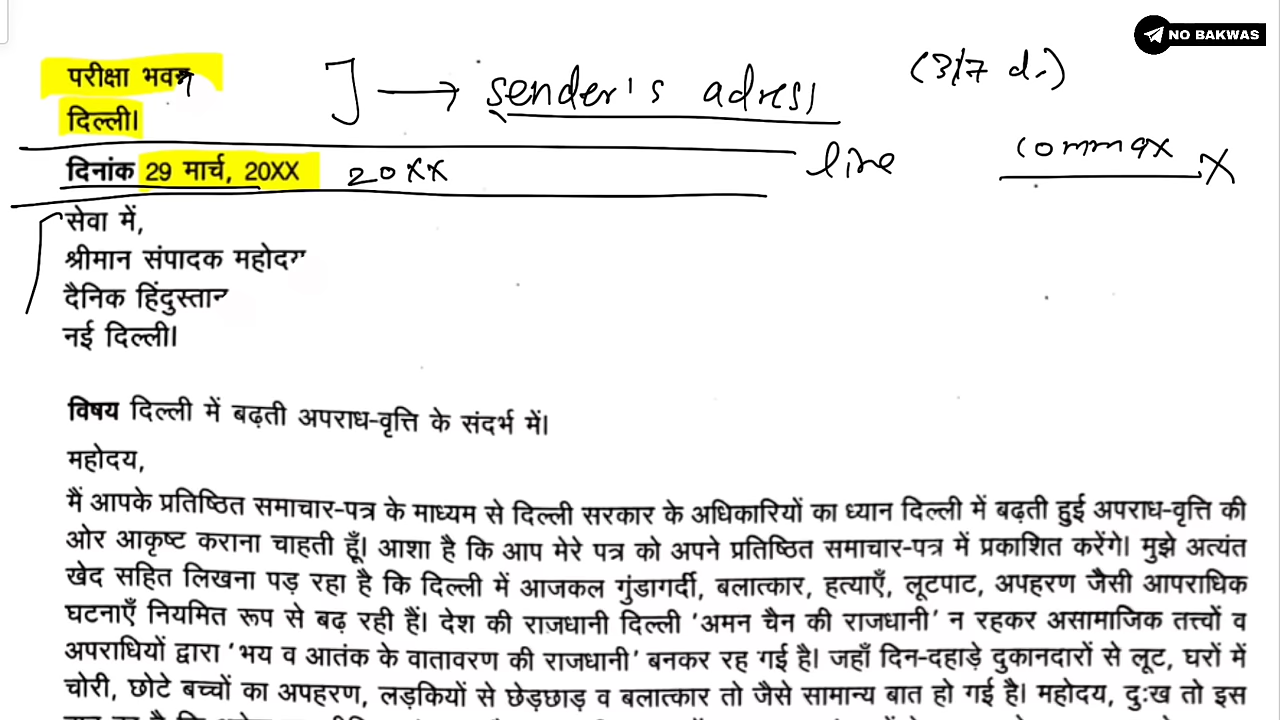 NO BAKWAS
परीक्षा भवन
दिल्ली।
sender's adress
दिनांक 29 मार्च, 20XX
20XX
line
सेवा में,
श्रीमान संपादक महोदय
दैनिक हिंदुस्तान
नई दिल्ली।
विषय दिल्ली में बढ़ती अपराध-वृत्ति के संदर्भ में।
महोदय,
मैं आपके प्रतिष्ठित समाचार-पत्र के माध्यम से दिल्ली सरकार के अधिकारियों का ध्यान दिल्ली में बढ़ती हुई अपराध-वृत्ति की
ओर आकृष्ट कराना चाहती हूँ। आशा है कि आप मेरे पत्र को अपने प्रतिष्ठित समाचार-पत्र में प्रकाशित करेंगे। मुझे अत्यंत
खेद सहित लिखना पड़ रहा है कि दिल्ली में आजकल गुंडागर्दी, बलात्कार, हत्याएँ, लूटपाट, अपहरण जैसी आपराधिक
घटनाएँ नियमित रूप से बढ़ रही हैं। देश की राजधानी दिल्ली 'अमन चैन की राजधानी' न रहकर असामाजिक तत्त्वों व
अपराधियों द्वारा 'भय व आतंक के वातावरण की राजधानी' बनकर रह गई है। जहाँ दिन-दहाड़े दुकानदारों से लूट, घरों में
चोरी, छोटे बच्चों का अपहरण, लड़कियों से छेड़छाड़ व बलात्कार तो जैसे सामान्य बात हो गई है। महोदय, दुःख तो इस